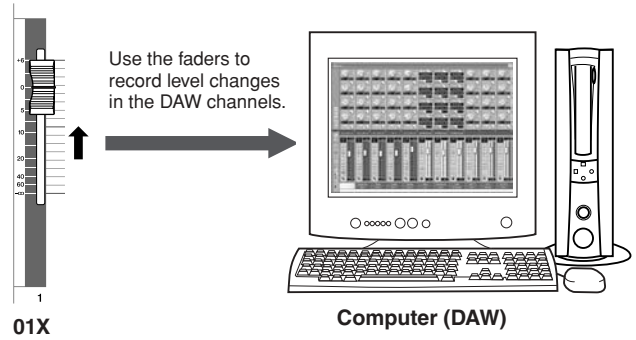 +6
0
5
10
20
40
60
-∞
1
01X
Use the faders to
record level changes
in the DAW channels.
Computer (DAW)